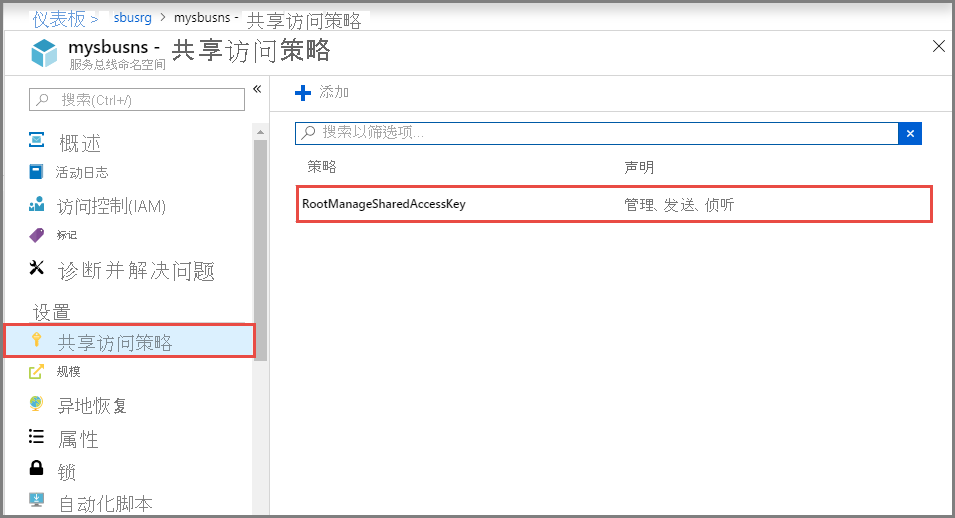 仪表板 > sbusrg > mysbusns - 共享访问策略
mysbusns - 共享访问策略
服务总线命名空间
搜索(Ctrl+/)
«
概述
活动日志
访问控制(IAM)
标记
诊断并解决问题
设置
共享访问策略
规模
异地恢复
属性
锁
自动化脚本
添加
搜索以筛选项...
策略 声明
RootManageSharedAccessKey 管理、发送、侦听